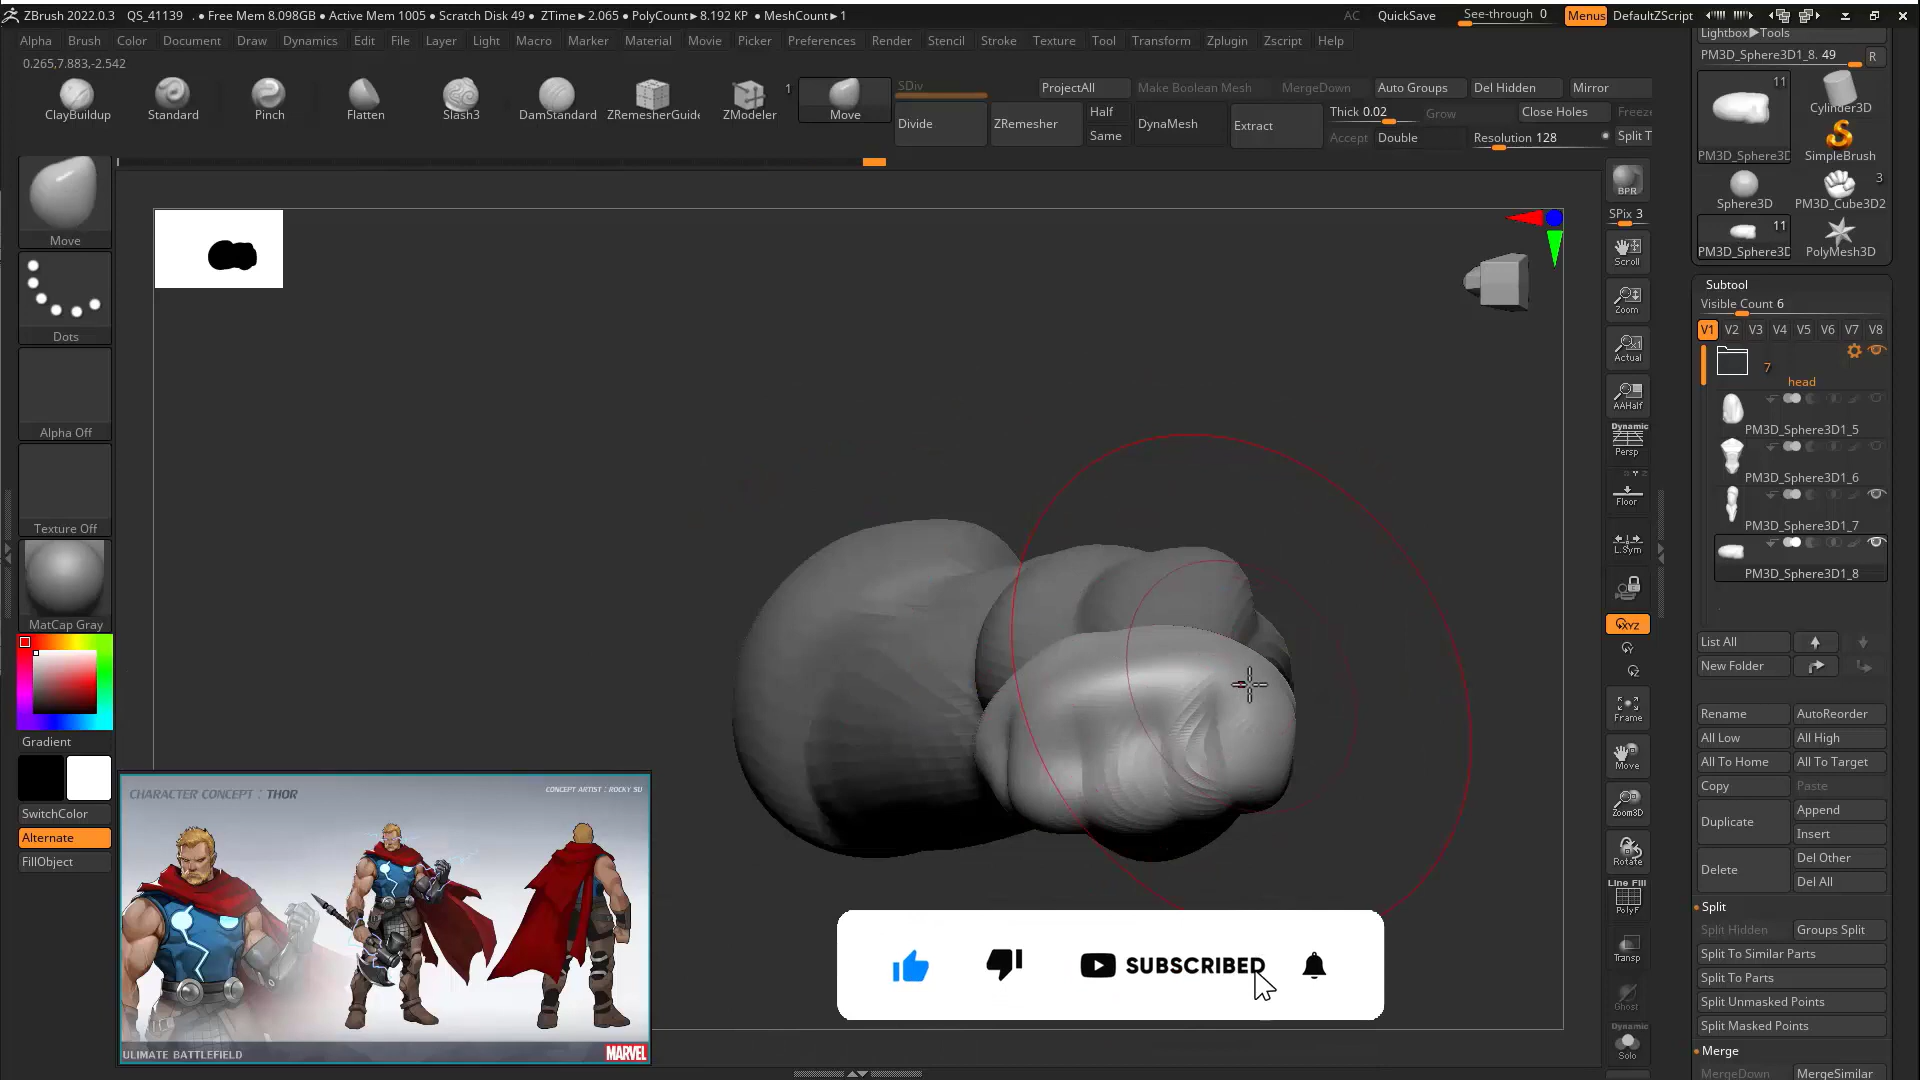 ZBrush 2022.0.3 QS_41139 . • Free Mem 8.098GB • Active Mem 1005 • Scratch Disk 49 • ZTime►2.065 • PolyCount►8.192 KP • MeshCount►1 AC QuickSave See-through 0 Menus DefaultZScript
Alpha Brush Color Document Draw Dynamics Edit File Layer Light Macro Marker Material Movie Picker Preferences Render Stencil Stroke Texture Tool Transform Zplugin Zscript Help
0.265,7.883,-2.542
ClayBuildup Standard Pinch Flatten Slash3 DamStandard ZRemesherGuide ZModeler 1 Move
SDiv
Divide ZRemesher
ProjectAll
Half
Same
Make Boolean Mesh
DynaMesh
MergeDown
Extract
Auto Groups Del Hidden Mirror
Thick 0.02 Grow Close Holes Freeze
Accept Double Resolution 128 Split T
Move
Dots
Alpha Off
Texture Off
MatCap Gray
Gradient
SwitchColor
Alternate
FillObject
CHARACTER CONCEPT : THOR
CONCEPT ARTIST : ROCKY SU
ULIMATE BATTLEFIELD
MARVEL
SUBSCRIBED
BPR
SPix 3
Scroll
Zoom
Actual
AAHalf
Dynamic
Persp
Floor
L.Sym
XYZ
Frame
Move
Zoom3D
Rotate
Line Fill
PolyF
Transp
Ghost
Dynamic
Solo
Lightbox►Tools
PM3D_Sphere3D1_8. 49 R
11
PM3D_Sphere3D
Cylinder3D
SimpleBrush
Sphere3D
3
PM3D_Cube3D2
11
PM3D_Sphere3D
PolyMesh3D
Subtool
Visible Count 6
V1 V2 V3 V4 V5 V6 V7 V8
7
head
PM3D_Sphere3D1_5
PM3D_Sphere3D1_6
PM3D_Sphere3D1_7
PM3D_Sphere3D1_8
List All
New Folder
Rename AutoReorder
All Low All High
All To Home All To Target
Copy Paste
Duplicate Append
Insert
Delete Del Other
Del All
Split
Split Hidden Groups Split
Split To Similar Parts
Split To Parts
Split Unmasked Points
Split Masked Points
Merge
MergeDown MergeSimilar